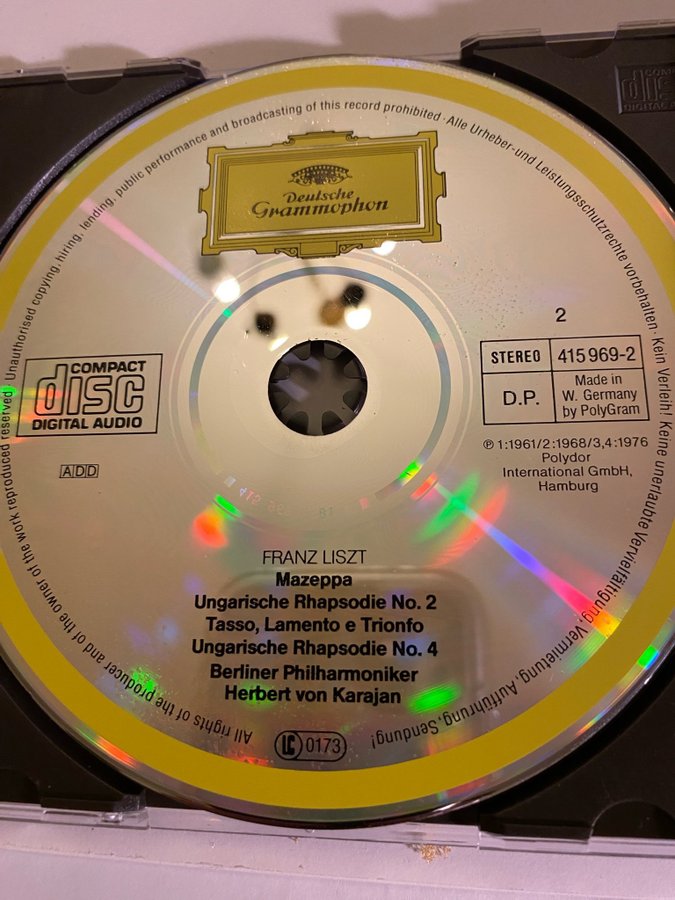 Unauthorised copying, hiring, lending, public performance and broadcasting of this record prohibited · Alle Urheber- und Leistungsschutzrechte vorbehalten · Kein Verleih! Keine unerlaubte Vervielfältigung, Vermietung, Aufführung, Sendung!
Deutsche
Grammophon
2
COMPACT
disc
DIGITAL AUDIO
STEREO
415 969-2
D.P.
Made in
W. Germany
by PolyGram
ADD
℗ 1:1961/2:1968/3,4:1976
Polydor
International GmbH,
Hamburg
FRANZ LISZT
Mazeppa
Ungarische Rhapsodie No. 2
Tasso, Lamento e Trionfo
Ungarische Rhapsodie No. 4
Berliner Philharmoniker
Herbert von Karajan
LC 0173
All rights of the producer and of the owner of the work reproduced reserved